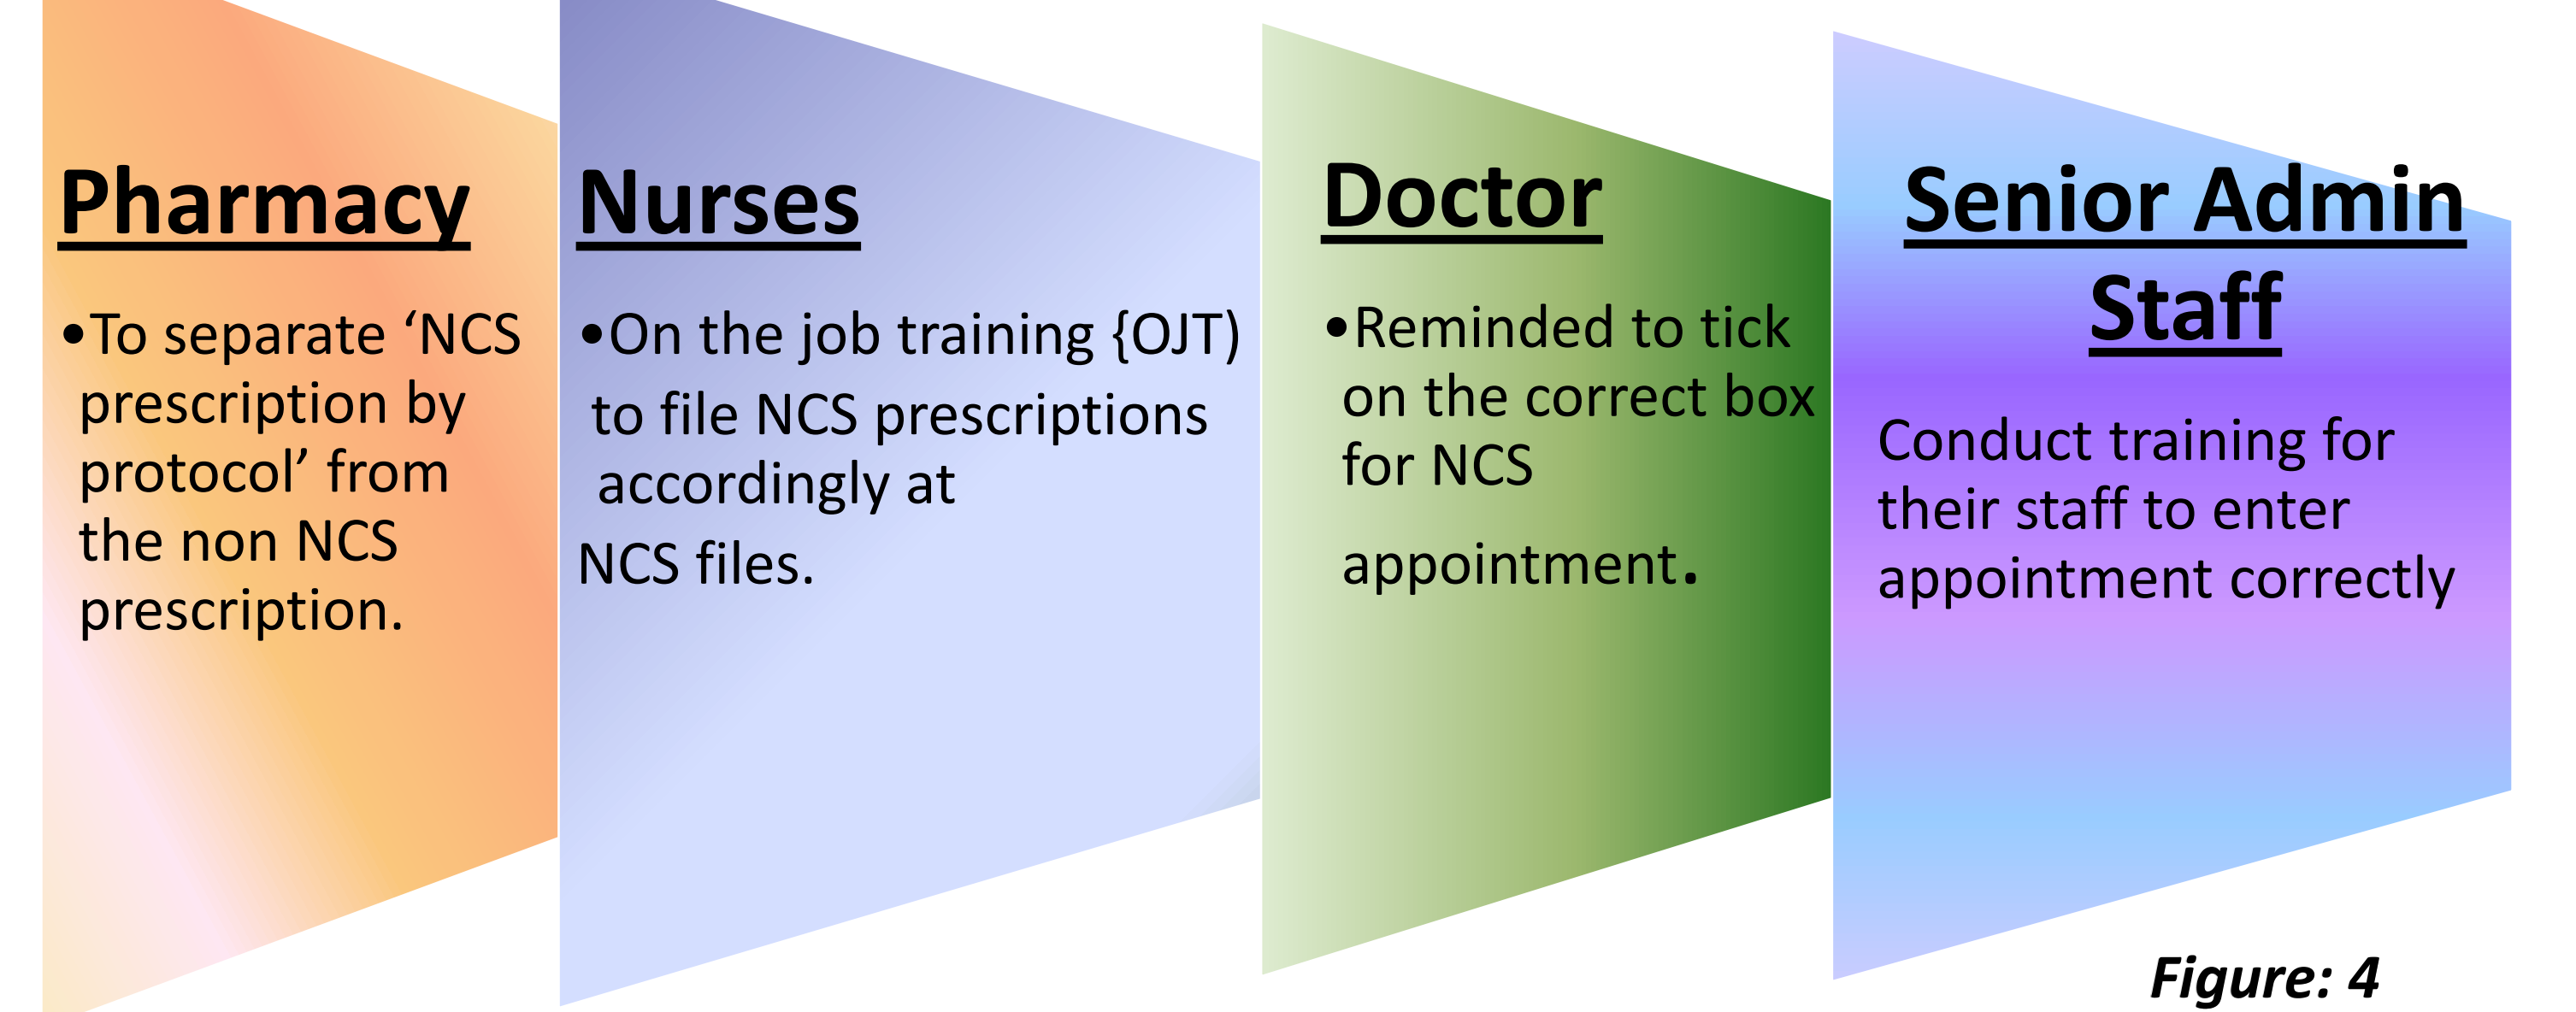 Pharmacy
•To separate ‘NCS
prescription by
protocol’ from
the non NCS
prescription.
Nurses
•On the job training {OJT)
to file NCS prescriptions
accordingly at
NCS files.
Doctor
•Reminded to tick
on the correct box
for NCS
appointment.
Senior Admin
Staff
Conduct training for
their staff to enter
appointment correctly
Figure: 4